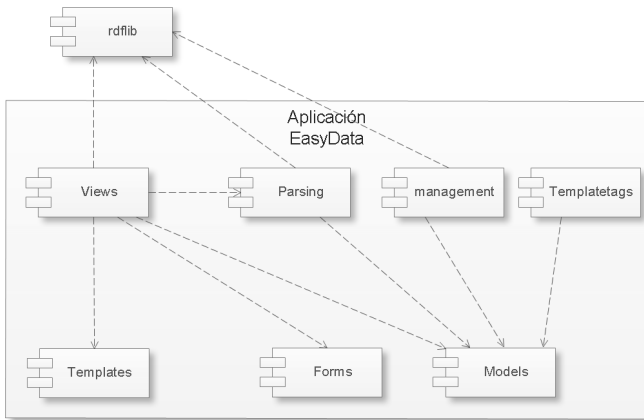 rdflib
Aplicación
EasyData
Views
Parsing
management
Templatetags
Templates
Forms
Models